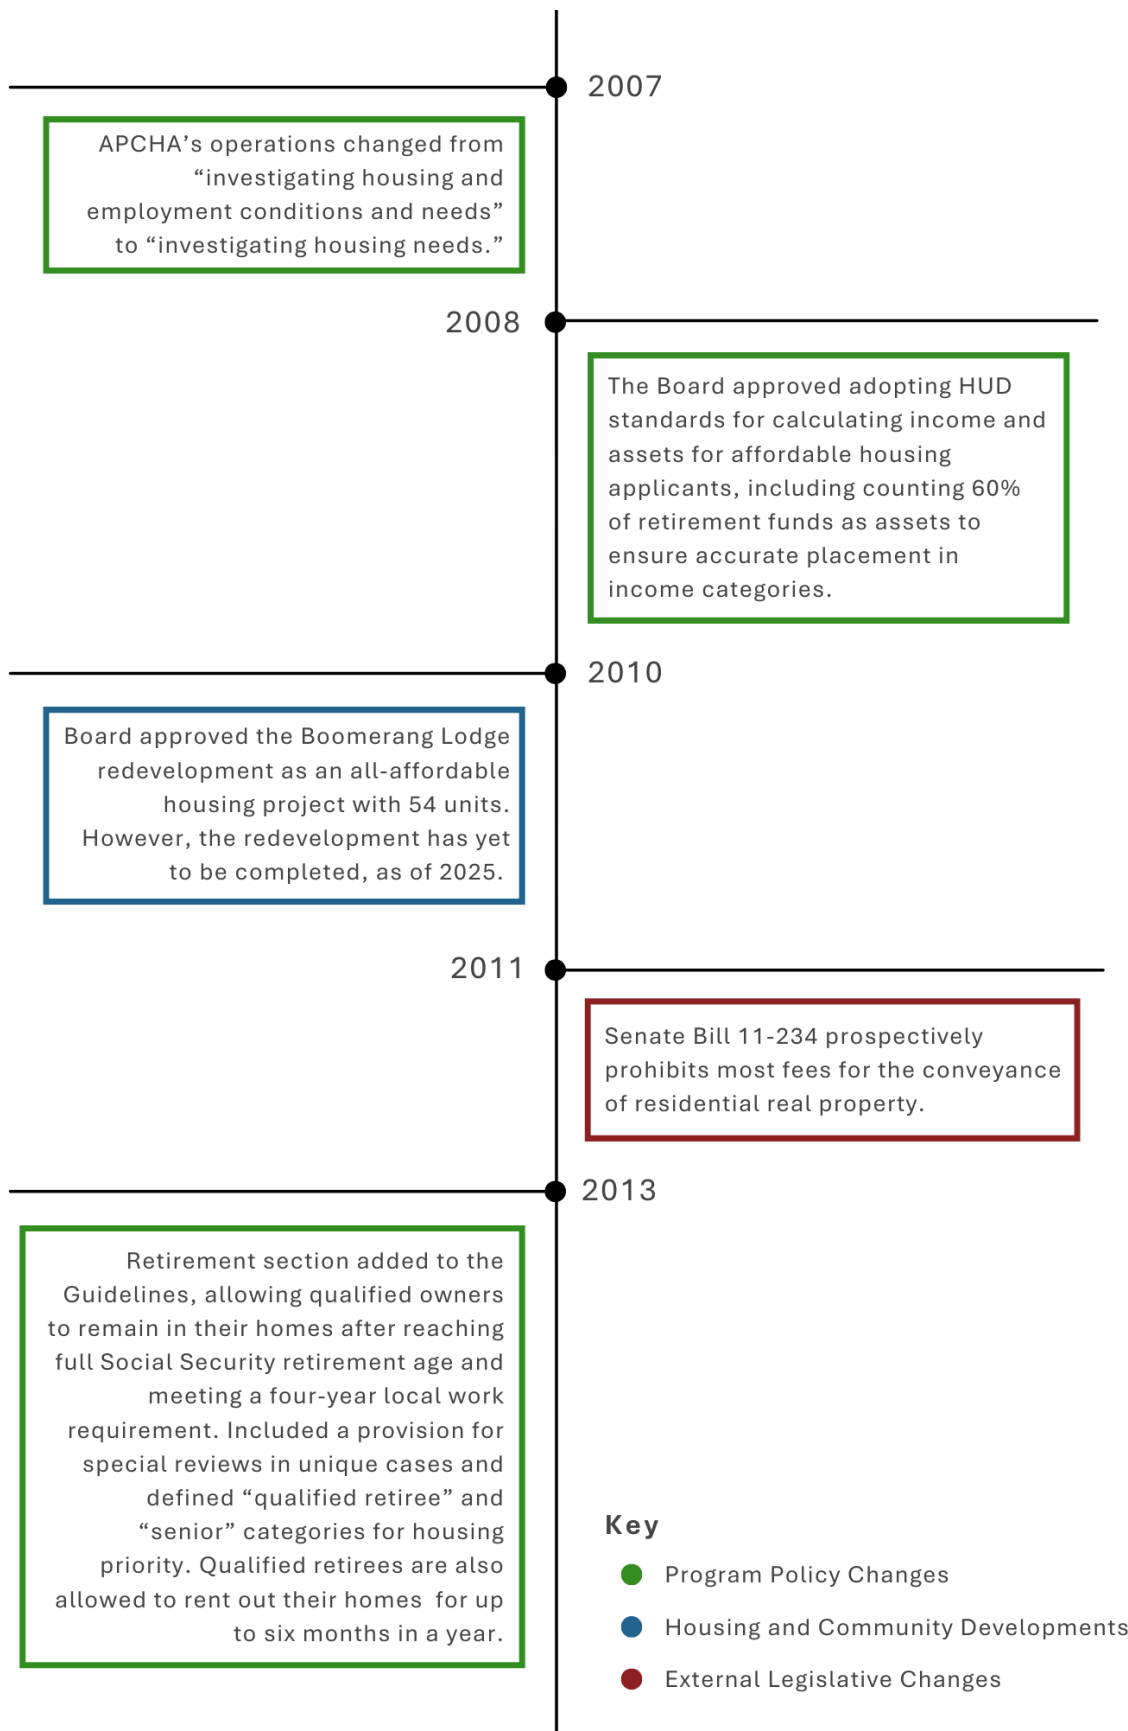 2007
APCHA’s operations changed from
“investigating housing and
employment conditions and needs”
to “investigating housing needs.”
2008
The Board approved adopting HUD
standards for calculating income and
assets for affordable housing
applicants, including counting 60%
of retirement funds as assets to
ensure accurate placement in
income categories.
2010
Board approved the Boomerang Lodge
redevelopment as an all-affordable
housing project with 54 units.
However, the redevelopment has yet
to be completed, as of 2025.
2011
Senate Bill 11-234 prospectively
prohibits most fees for the conveyance
of residential real property.
2013
Retirement section added to the
Guidelines, allowing qualified owners
to remain in their homes after reaching
full Social Security retirement age and
meeting a four-year local work
requirement. Included a provision for
special reviews in unique cases and
defined “qualified retiree” and
“senior” categories for housing
priority. Qualified retirees are also
allowed to rent out their homes for up
to six months in a year.
Key
Program Policy Changes
Housing and Community Developments
External Legislative Changes